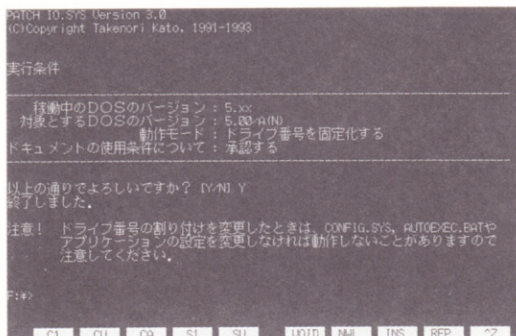 PATCH IO.SYS Version 3.0
(C)Copyright Takenori Kato, 1991-1993
実行条件
稼働中のDOSのバージョン : 5.xx
対象とするDOSのバージョン : 5.00/A(N)
動作モード : ドライブ番号を固定化する
ドキュメントの使用条件について : 承認する
以上の通りでよろしいですか? [Y/N] Y
終了しました.
注意! ドライブ番号の割り付けを変更したときは、CONFIG.SYS, AUTOEXEC.BATや
アプリケーションの設定を変更しなければ動作しないことがありますので
注意してください.
F:¥>
C1 CU CA S1 SU VOID NWL INS REP ^Z